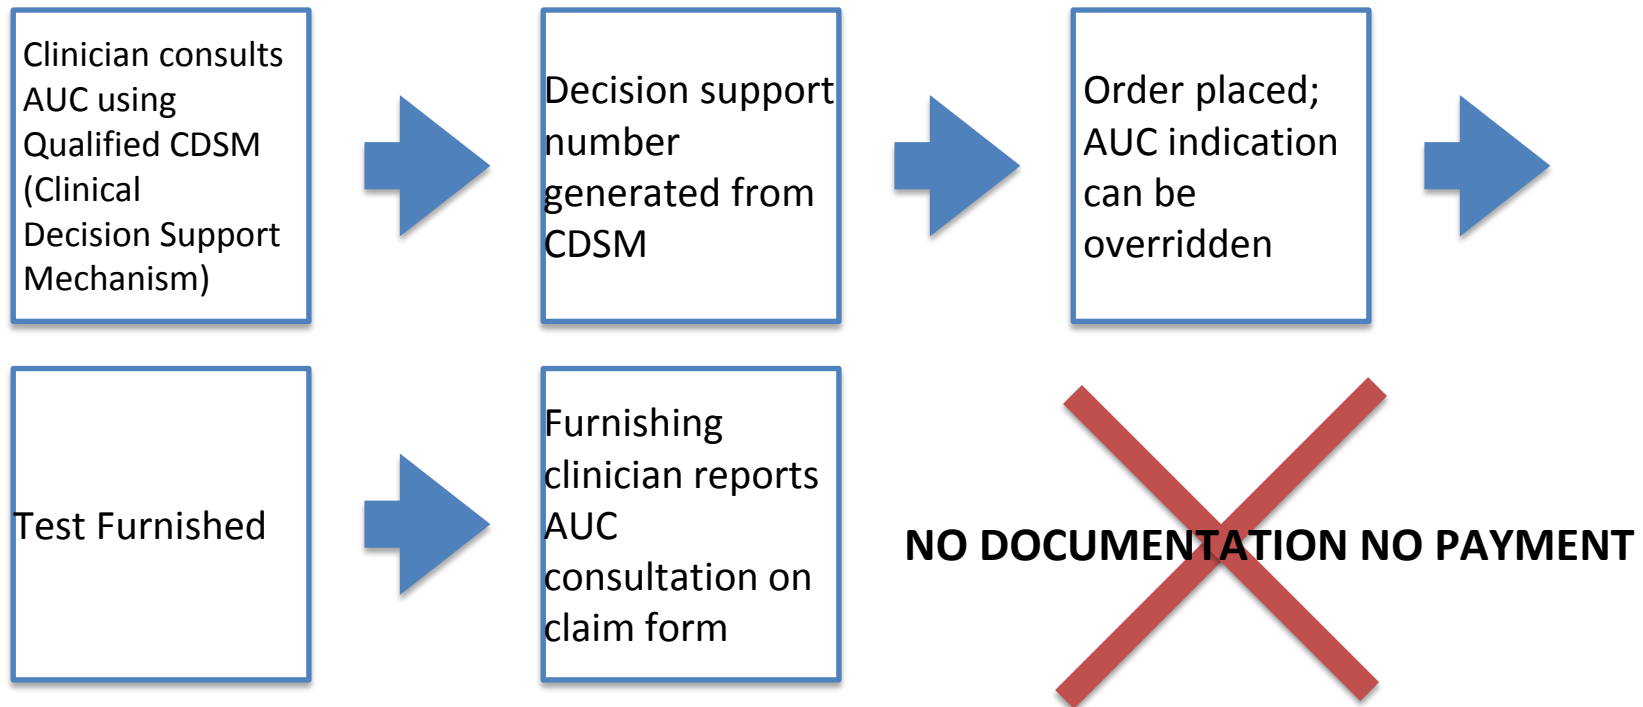 Clinician consults
AUC using
Qualified CDSM
(Clinical
Decision Support
Mechanism)
Decision support
number
generated from
CDSM
Order placed;
AUC indication
can be
overridden
Test Furnished
Furnishing
clinician reports
AUC
consultation on
claim form
NO DOCUMENTATION NO PAYMENT